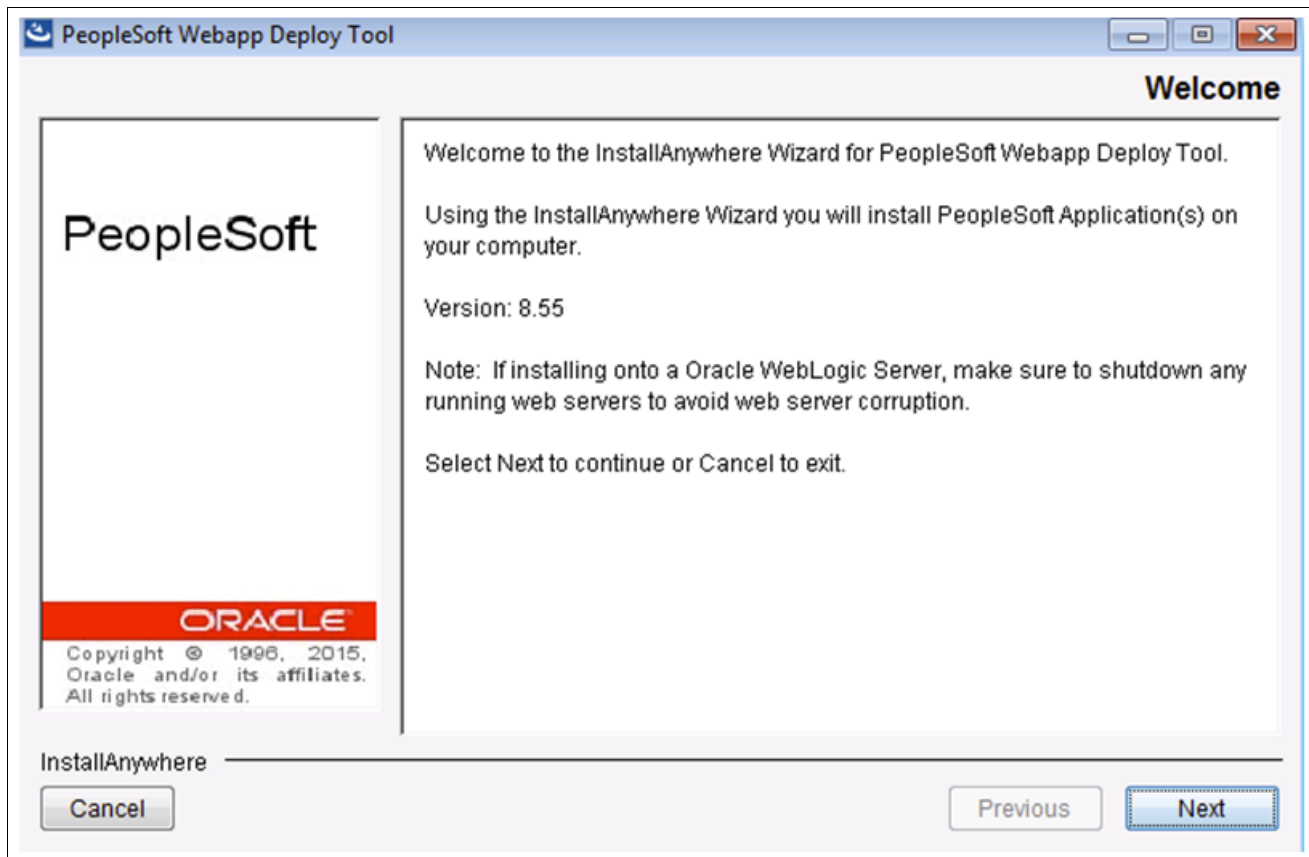 PeopleSoft Webapp Deploy Tool
Welcome
PeopleSoft
ORACLE
Copyright © 1996, 2015,
Oracle and/or its affiliates.
All rights reserved.
Welcome to the InstallAnywhere Wizard for PeopleSoft Webapp Deploy Tool.
Using the InstallAnywhere Wizard you will install PeopleSoft Application(s) on
your computer.
Version: 8.55
Note: If installing onto a Oracle WebLogic Server, make sure to shutdown any
running web servers to avoid web server corruption.
Select Next to continue or Cancel to exit.
InstallAnywhere
Cancel
Previous
Next